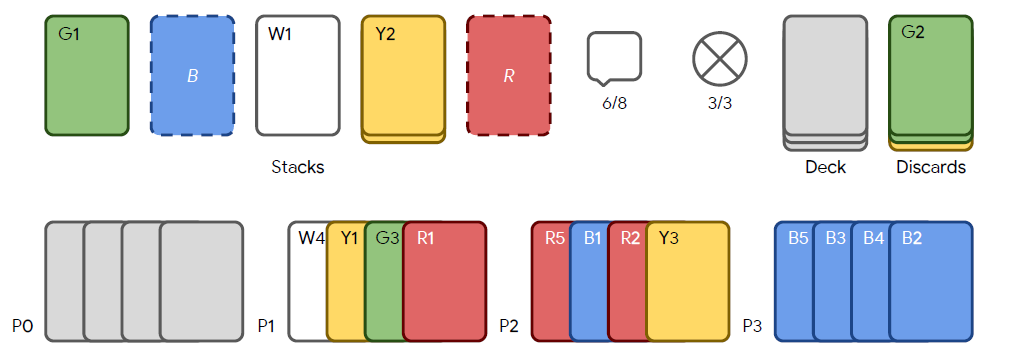 G1 B W1 Y2 R G2
6/8 3/3
Stacks Deck Discards
W4 Y1 G3 R1 R5 B1 R2 Y3 B5 B3 B4 B2
P0 P1 P2 P3